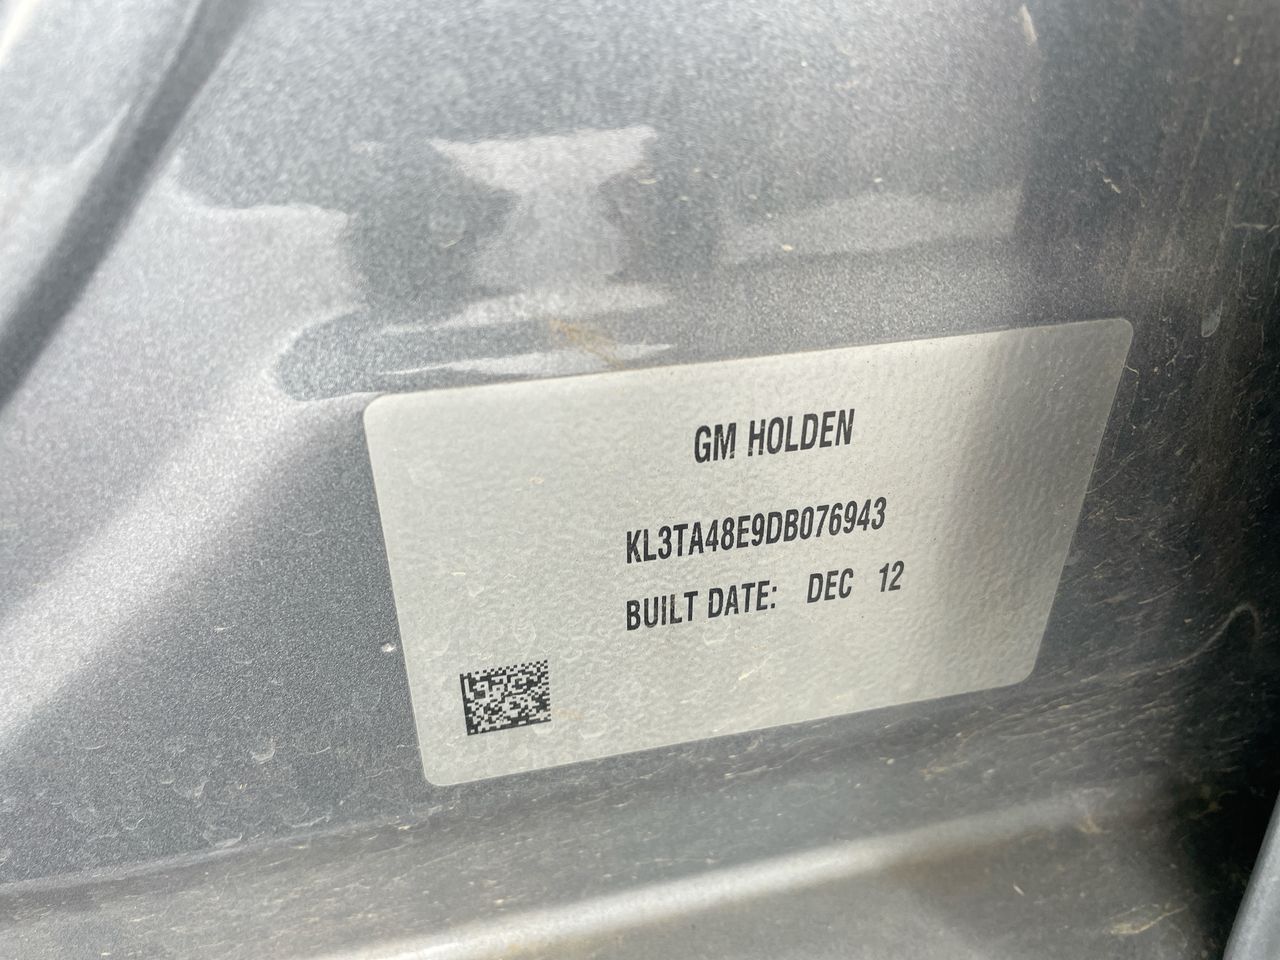 GM HOLDEN
KL3TA48E9DB076943
BUILT DATE: DEC 12